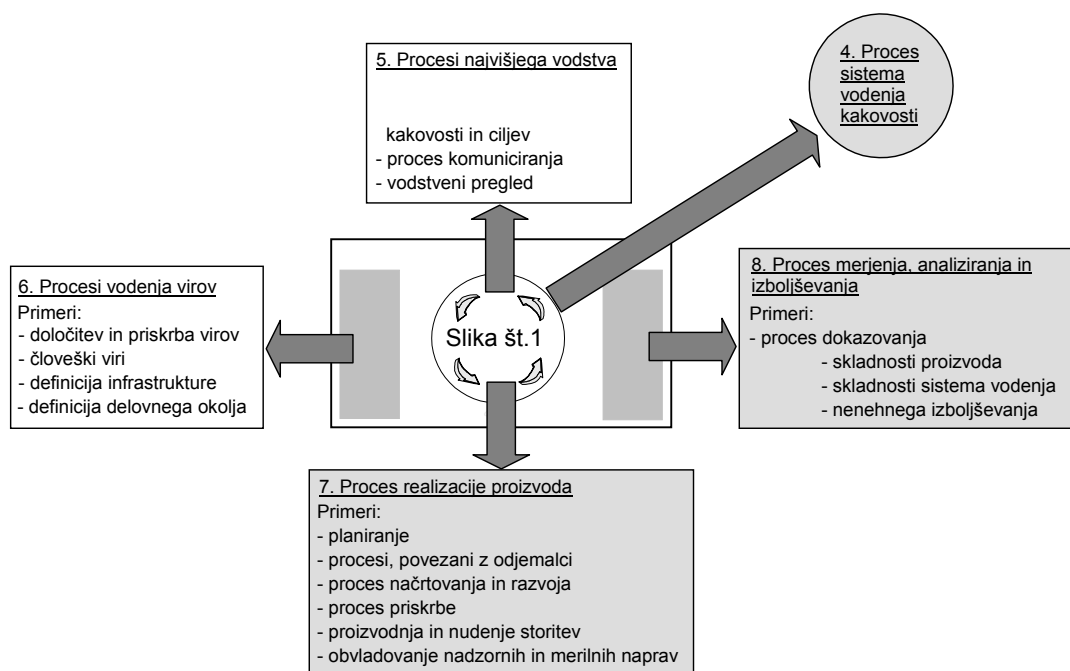 5. Procesi najvišjega vodstva
kakovosti in ciljev
- proces komuniciranja
- vodstveni pregled
4. Proces
sistema
vodenja
kakovosti
6. Procesi vodenja virov
Primeri:
- določitev in priskrba virov
- človeški viri
- definicija infrastrukture
- definicija delovnega okolja
Slika št.1
8. Proces merjenja, analiziranja in
izboljševanja
Primeri:
- proces dokazovanja
- skladnosti proizvoda
- skladnosti sistema vodenja
- nenehnega izboljševanja
7. Proces realizacije proizvoda
Primeri:
- planiranje
- procesi, povezani z odjemalci
- proces načrtovanja in razvoja
- proces priskrbe
- proizvodnja in nudenje storitev
- obvladovanje nadzornih in merilnih naprav